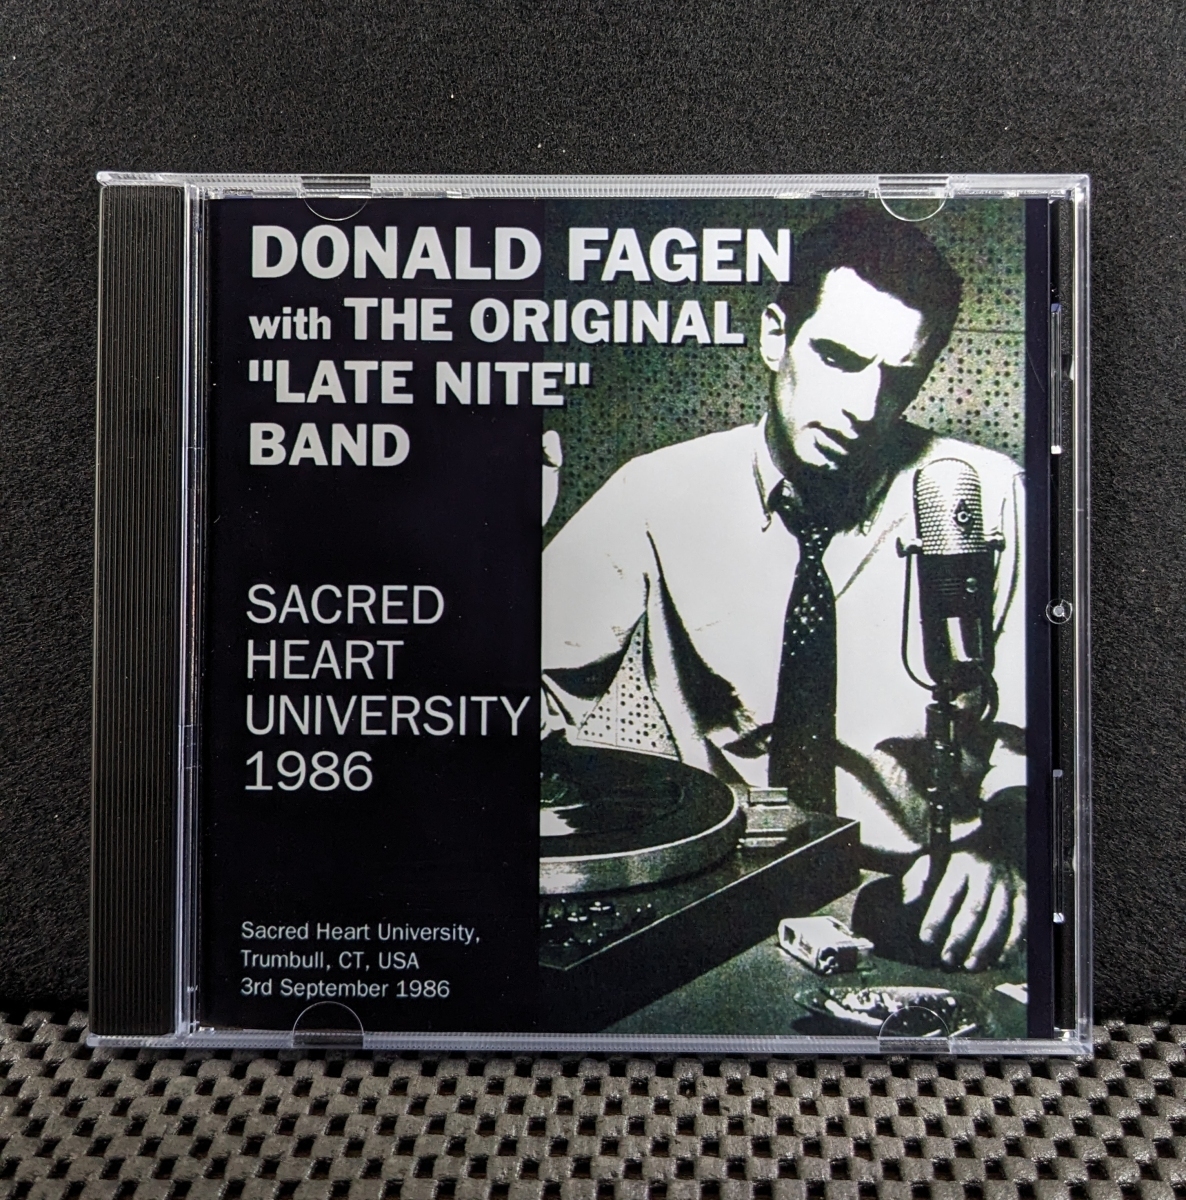 DONALD FAGEN
with THE ORIGINAL
"LATE NITE"
BAND
SACRED
HEART
UNIVERSITY
1986
Sacred Heart University,
Trumbull, CT, USA
3rd September 1986